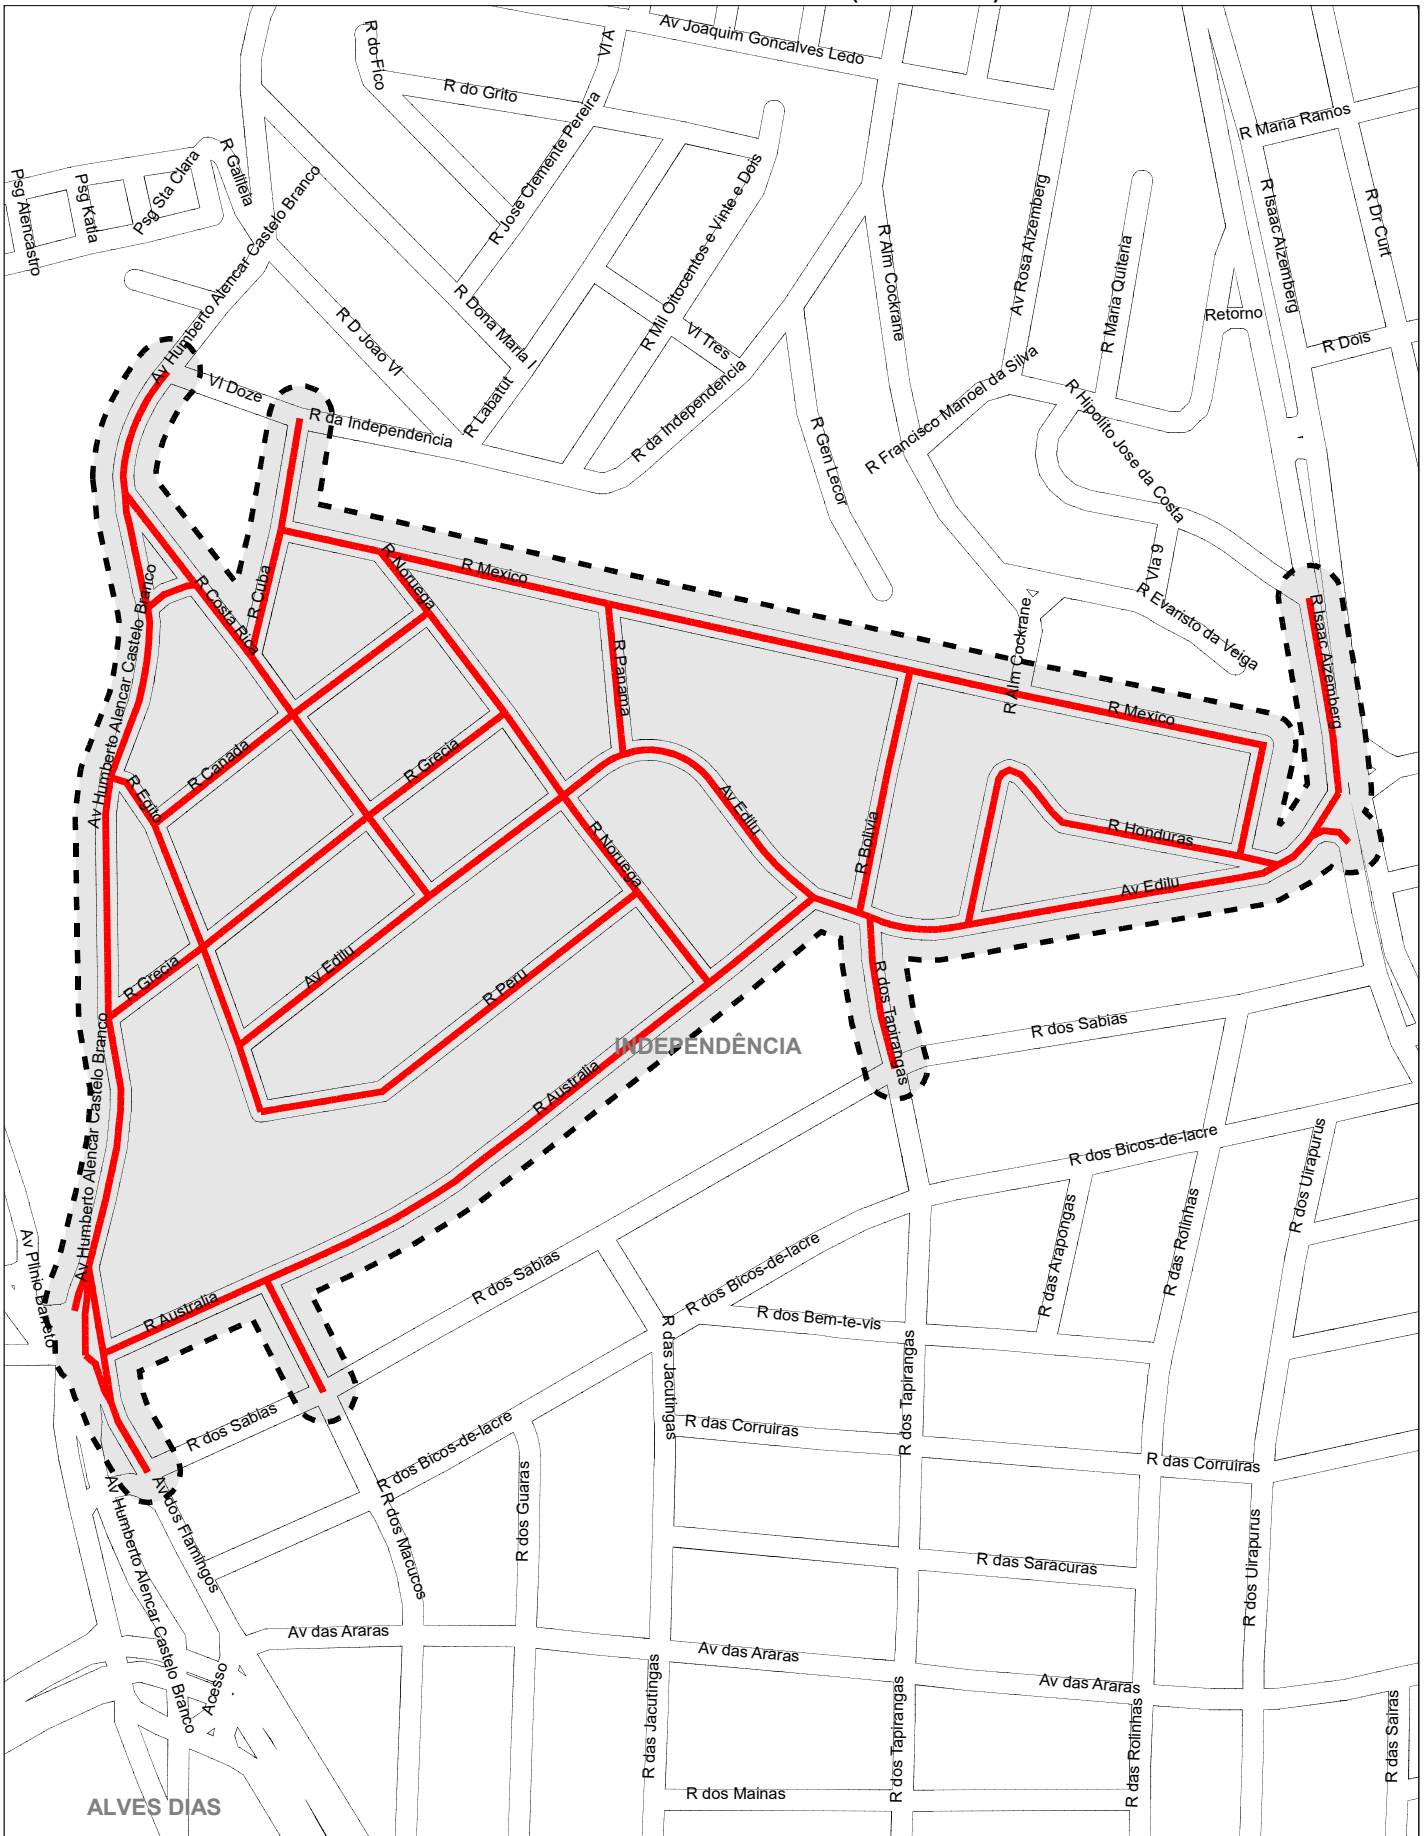 Av Joaquim Goncalves Ledo
R do Fico
Vl A
R do Grito
R Maria Ramos
R Jose Clemente Pereira
R Galileia
Psg Sta Clara
Psg Katia
Psg Alencastro
Av Humberto Alencar Castelo Branco
R Mil Oitocentos e Vinte e Dois
Av Rosa Aizemberg
R Isaac Aizemberg
R Dr Curt
R Alm Cockrane
R Maria Quiteria
Retorno
R Dois
R Dona Maria I
R D Joao VI
Vl Tres
R Labatut
R da Independencia
Vl Doze
R da Independencia
R Gen Lecor
R Francisco Manoel da Silva
R Hipolito Jose da Costa
Via 9
R Evaristo da Veiga
R Alm Cockrane
R Isaac Aizemberg
R Mexico
R Noruega
R Cuba
R Costa Rica
Av Humberto Alencar Castelo Branco
R Panama
R Mexico
R Canada
R Grecia
R Egito
Av Edilu
R Bolivia
R Honduras
R Noruega
Av Edilu
R Grecia
Av Edilu
R Peru
R dos Tapirangas
R dos Sabias
INDEPENDÊNCIA
R Australia
Av Humberto Alencar Castelo Branco
R dos Bicos-de-lacre
R dos Uirapurus
R das Arapongas
R das Rolinhas
Av Plinio Barreto
R dos Sabias
R dos Bicos-de-lacre
R Australia
R dos Bem-te-vis
R das Jacutingas
R dos Tapirangas
R dos Sabias
R dos Bicos-de-lacre
R das Corruiras
R das Corruiras
R
R dos Macucos
R dos Guaras
Av dos Flamingos
Av Humberto Alencar Castelo Branco
R das Saracuras
R dos Uirapurus
Av das Araras
Av das Araras
Av das Araras
Acesso
R das Jacutingas
R dos Tapirangas
R das Rolinhas
R das Sairas
R dos Mainas
ALVES DIAS